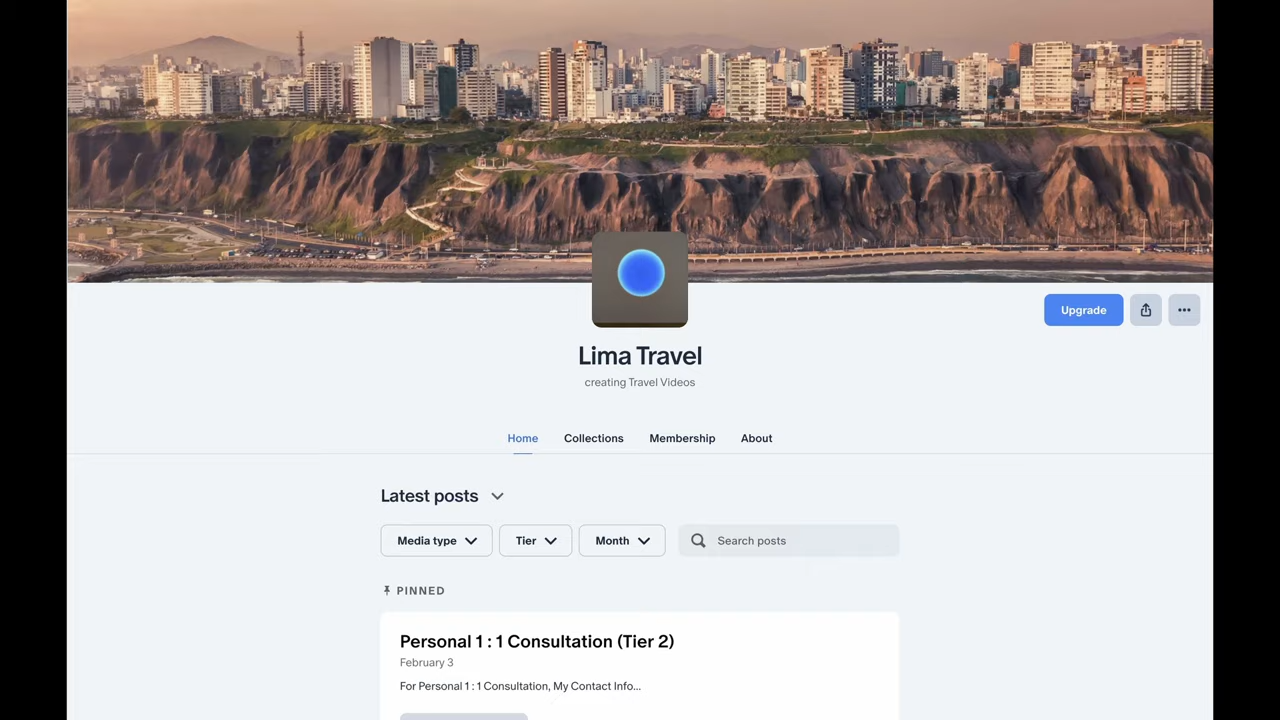 Upgrade
Lima Travel
creating Travel Videos
Home Collections Membership About
Latest posts
Media type Tier Month Search posts
PINNED
Personal 1 : 1 Consultation (Tier 2)
February 3
For Personal 1 : 1 Consultation, My Contact Info...